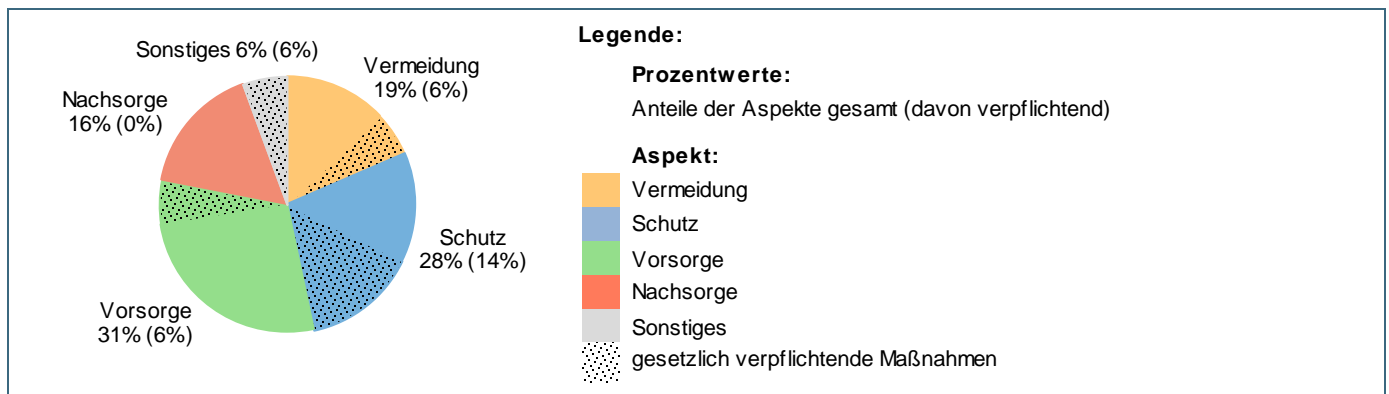 Sonstiges 6% (6%)
Vermeidung
19% (6%)
Nachsorge
16% (0%)
Schutz
28% (14%)
Vorsorge
31% (6%)
Legende:
Prozentwerte:
Anteile der Aspekte gesamt (davon verpflichtend)
Aspekt:
Vermeidung
Schutz
Vorsorge
Nachsorge
Sonstiges
gesetzlich verpflichtende Maßnahmen